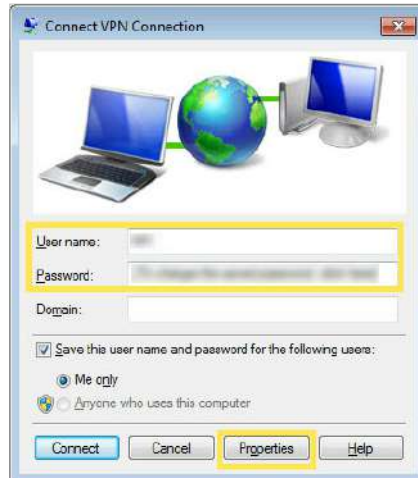 Connect VPN Connection
User name:
Password:
Domain:
Save this user name and password for the following users:
Me only
Anyone who uses this computer
Connect Cancel Properties Help